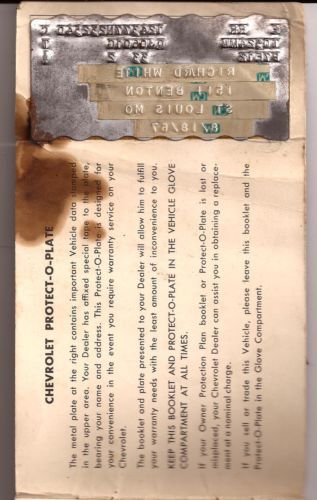 RICHARD WHITE
1511 BENTON
ST LOUIS MO
CHEVROLET PROTECT-O-PLATE
The metal plate at the right contains important Vehicle data stamped
in the upper area. Your Dealer has affixed special tape to the plate,
bearing your name and address. This Protect-O-Plate is designed for
your convenience in the event you require warranty service on your
Chevrolet.
The booklet and plate presented to your Dealer will allow him to fulfill
your warranty needs with the least amount of inconvenience to you.
KEEP THIS BOOKLET AND PROTECT-O-PLATE IN THE VEHICLE GLOVE
COMPARTMENT AT ALL TIMES.
If your Owner Protection Plan booklet or Protect-O-Plate is lost or
misplaced, your Chevrolet Dealer can assist you in obtaining a replace-
ment at a nominal charge.
If you sell or trade this Vehicle, please leave this booklet and the
Protect-O-Plate in the Glove Compartment.